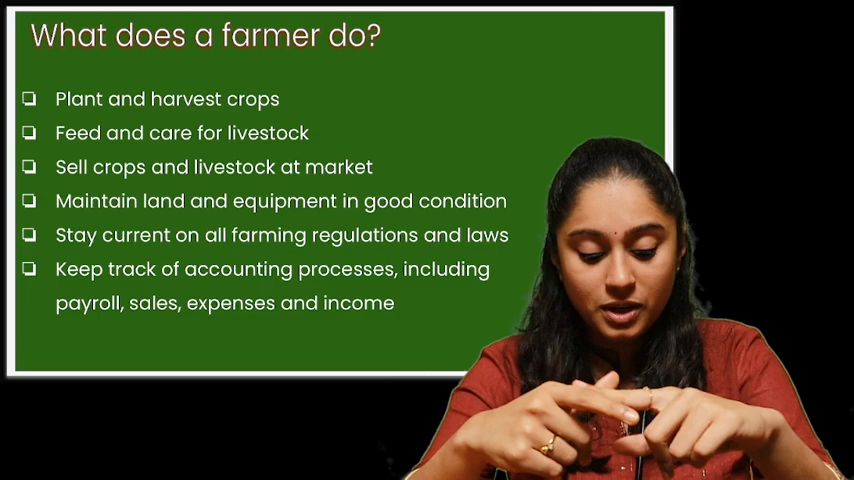 What does a farmer do?
Plant and harvest crops
Feed and care for livestock
Sell crops and livestock at market
Maintain land and equipment in good condition
Stay current on all farming regulations and laws
Keep track of accounting processes, including
payroll, sales, expenses and income